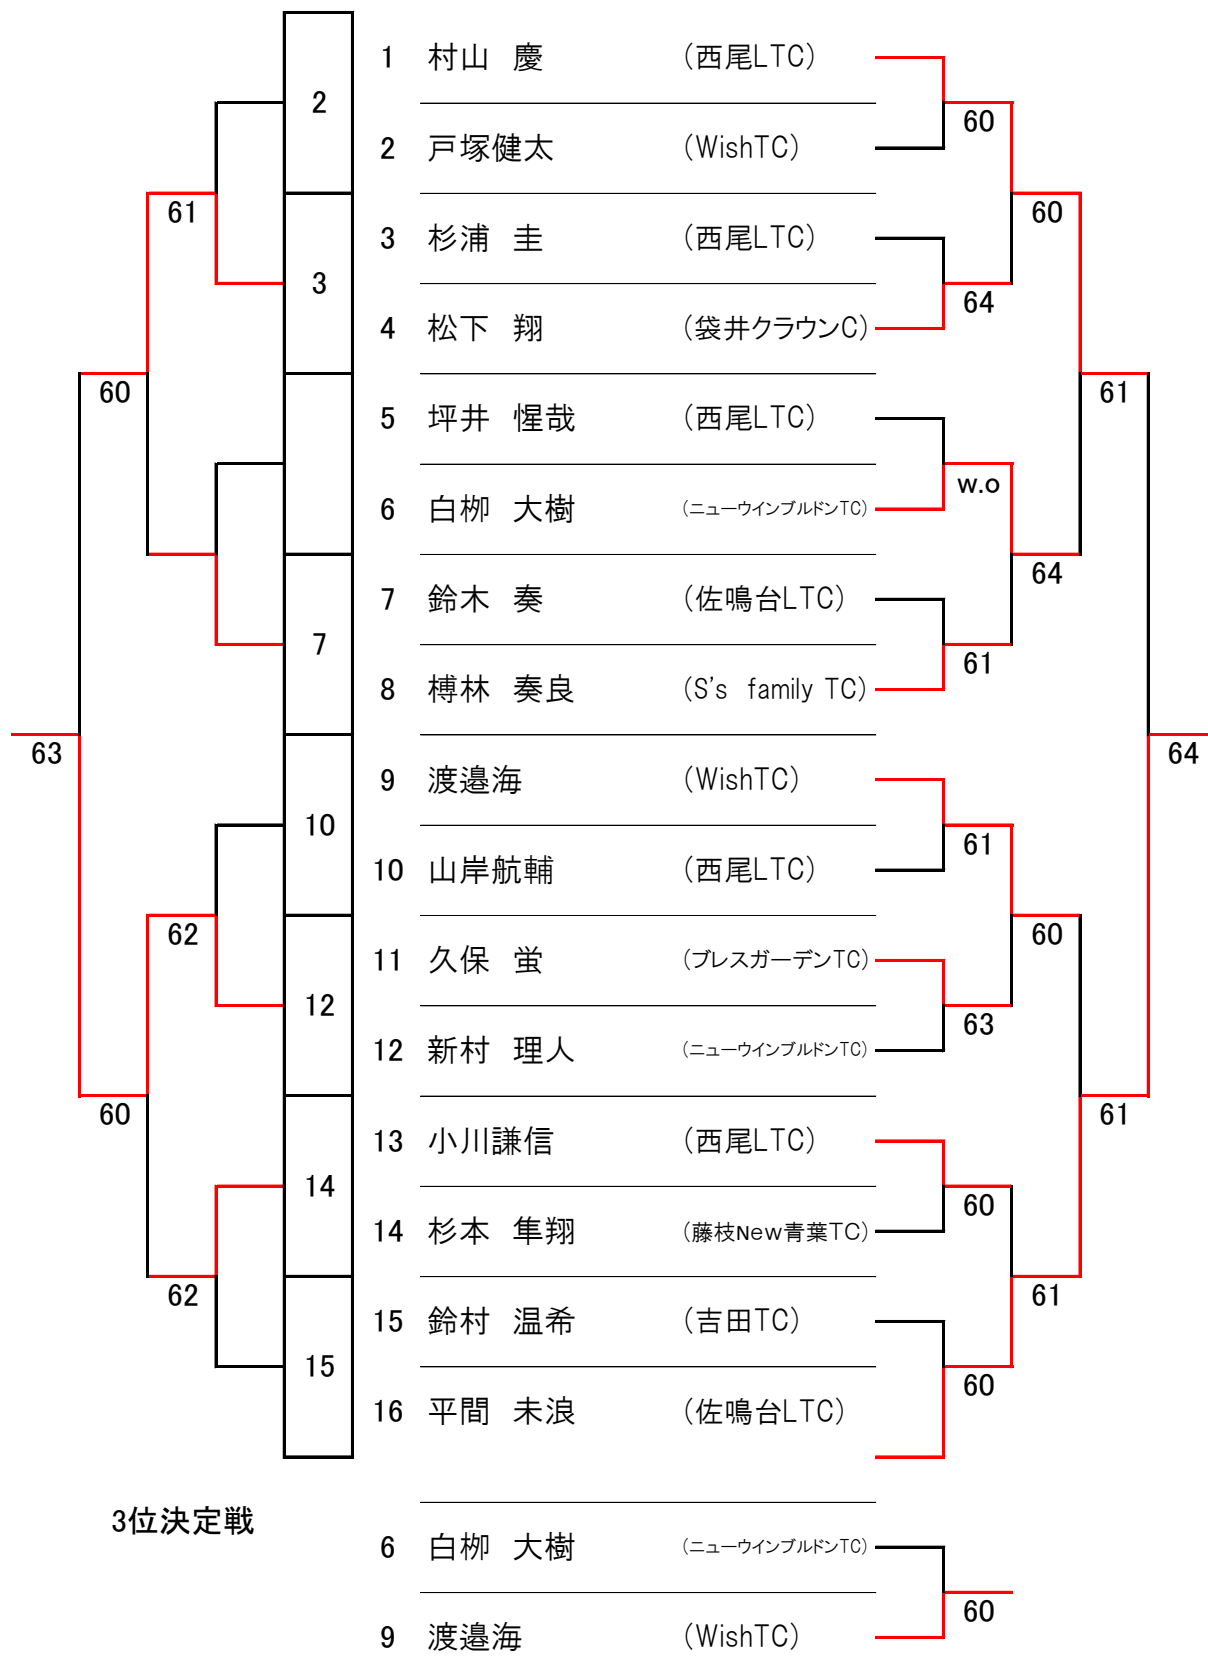 1 村山 慶 (西尾LTC)
2
60
2 戸塚健太 (WishTC)
61
60
3 杉浦 圭 (西尾LTC)
3
64
4 松下 翔 (袋井クラウンC)
60
61
5 坪井 惺哉 (西尾LTC)
w.o
6 白栁 大樹 (ニューウインブルドンTC)
64
7 鈴木 奏 (佐鳴台LTC)
7
61
8 榑林 奏良 (S's family TC)
63
64
9 渡邉海 (WishTC)
10
61
10 山岸航輔 (西尾LTC)
62
60
11 久保 蛍 (ブレスガーデンTC)
12
63
12 新村 理人 (ニューウインブルドンTC)
60
61
13 小川謙信 (西尾LTC)
14
60
14 杉本 隼翔 (藤枝New青葉TC)
62
61
15 鈴村 温希 (吉田TC)
15
60
16 平間 未浪 (佐鳴台LTC)
3位決定戦
6 白栁 大樹 (ニューウインブルドンTC)
60
9 渡邉海 (WishTC)